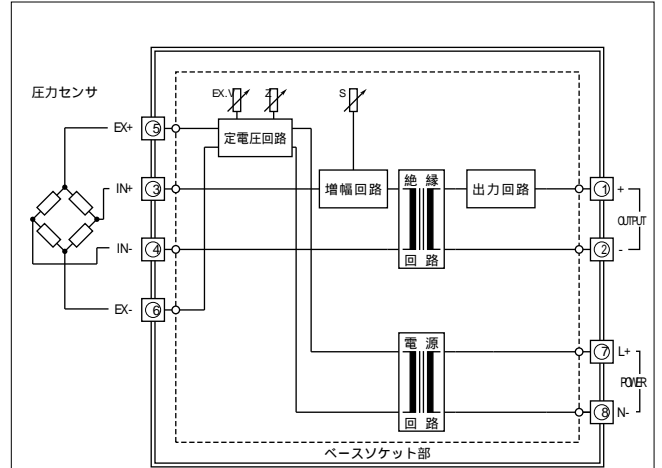 圧力センサ
EX.V
Z
S
EX+
⑤
定電圧回路
IN+
③
増幅回路
絶 縁
回 路
出力回路
①
+
OUTPUT
IN-
④
②
-
EX-
⑥
電 源
回 路
⑦
L+
POWER
⑧
N-
ベースソケット部